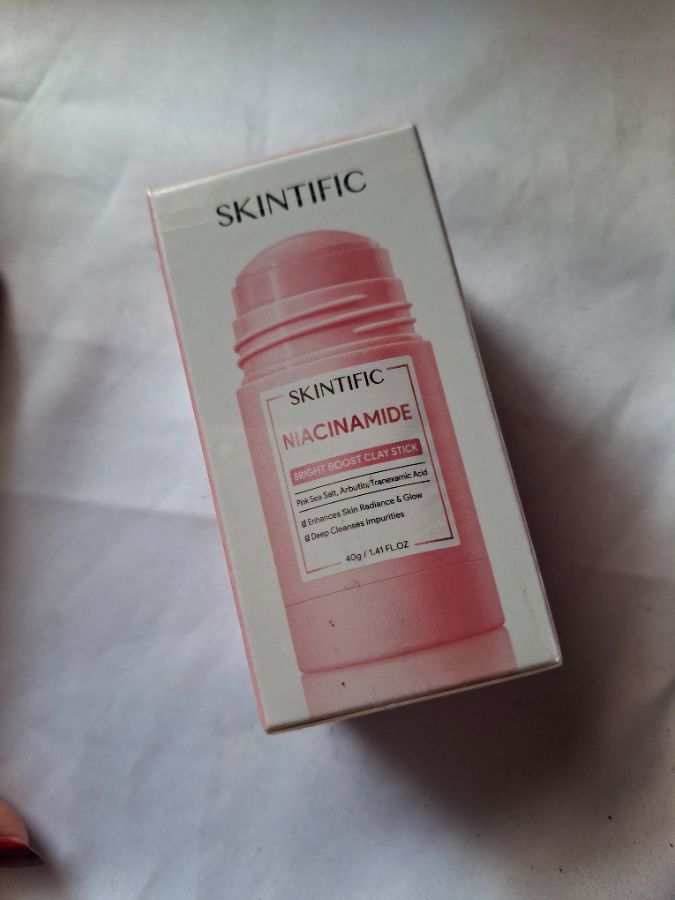 SKINTIFIC
SKINTIFIC
NIACINAMIDE
BRIGHT BOOST CLAY STICK
Pink Sea Salt, Arbutin, Tranexamic Acid
Enhances Skin Radiance & Glow
Deep Cleanses Impurities
40g / 1.41 FL.OZ